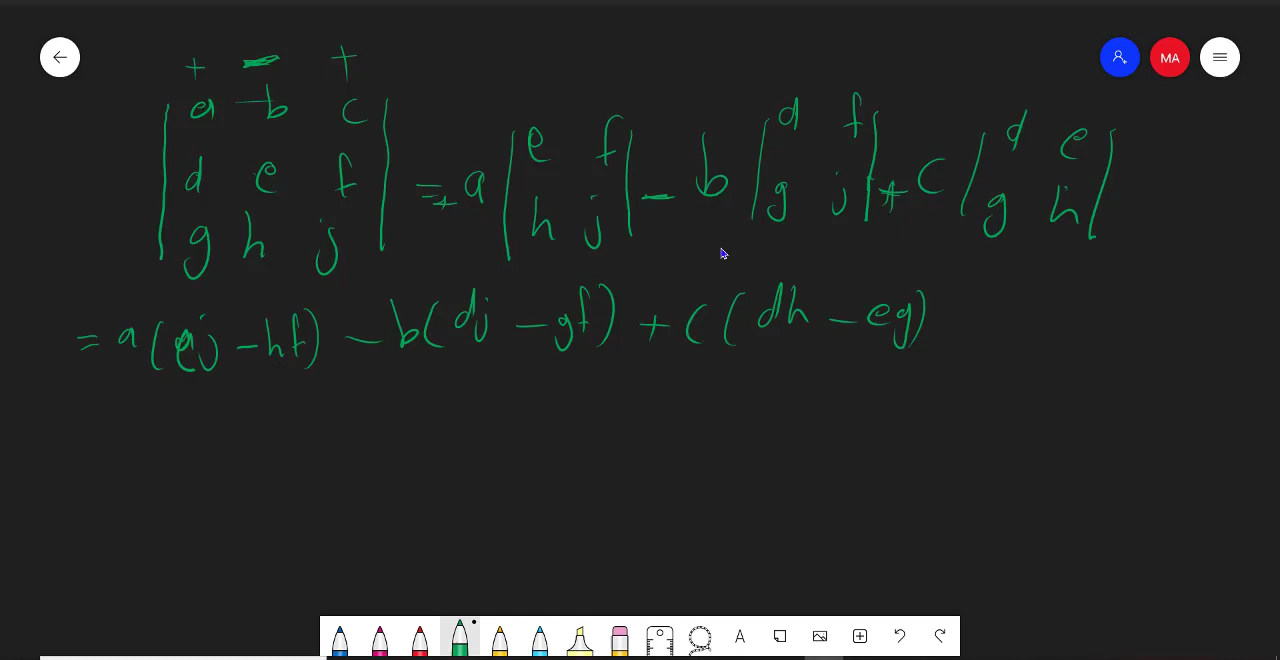 + − +
MA
| a b c |
| d e f | = + a | e f | − b | d f | + c | d e |
| g h j | | h j | | g j | | g h |
= a(ej − hf) − b(dj − gf) + c(dh − eg)
A